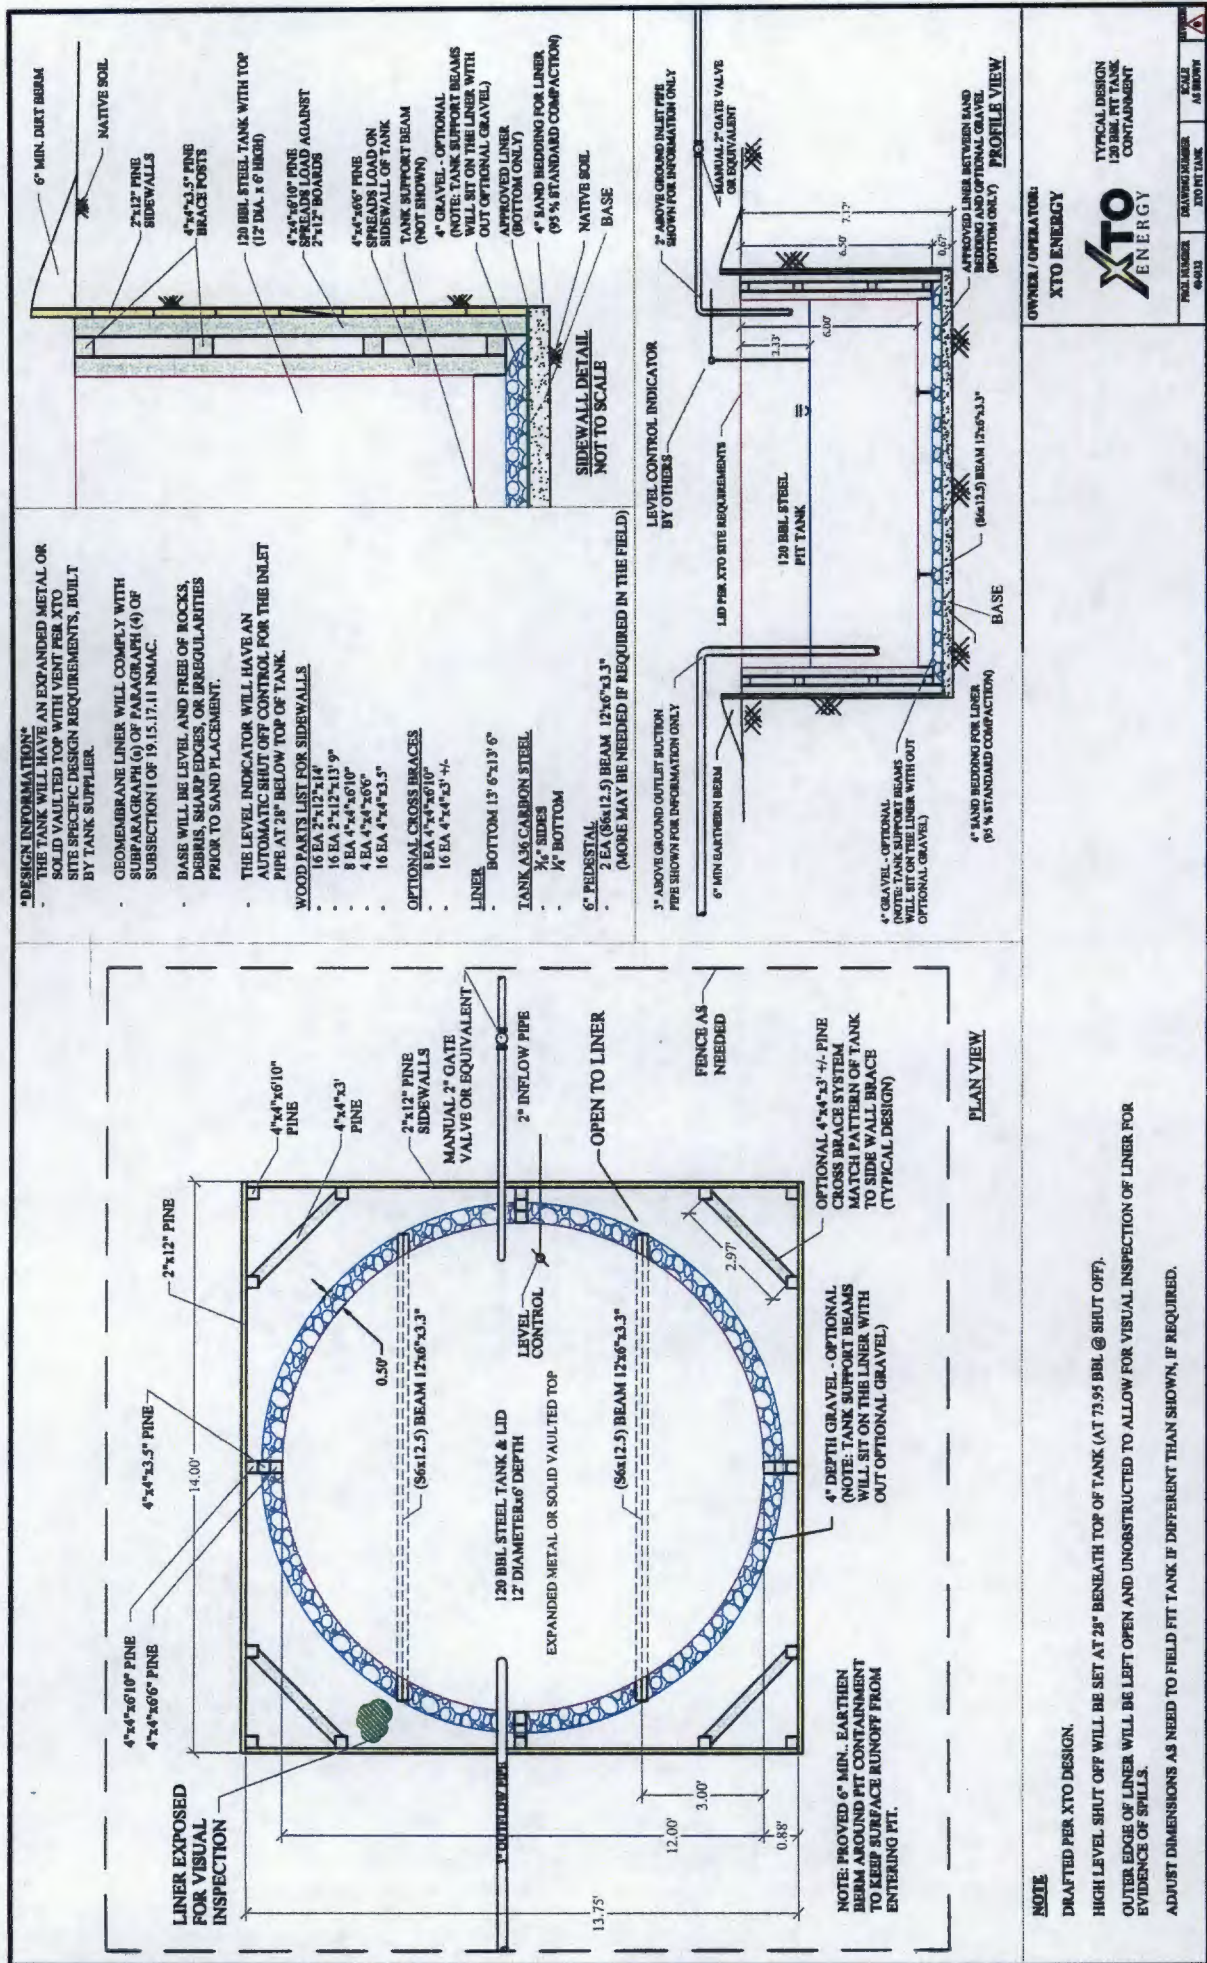 *DESIGN INFORMATION*
- THE TANK WILL HAVE AN EXPANDED METAL OR
SOLID VAULTED TOP WITH VENT PER XTO
SITE SPECIFIC DESIGN REQUIREMENTS, BUILT
BY TANK SUPPLIER.
- GEOMEMBRANE LINER WILL COMPLY WITH
SUBPARAGRAPH (a) OF PARAGRAPH (4) OF
SUBSECTION I OF 19.15.17.11 NMAC.
- BASE WILL BE LEVEL AND FREE OF ROCKS,
DEBRIS, SHARP EDGES, OR IRREGULARITIES
PRIOR TO SAND PLACEMENT.
- THE LEVEL INDICATOR WILL HAVE AN
AUTOMATIC SHUT OFF CONTROL FOR THE INLET
PIPE AT 28" BELOW TOP OF TANK.
WOOD PARTS LIST FOR SIDEWALLS
- 16 EA 2"x12"x14'
- 16 EA 2"x12"x13' 9"
- 8 EA 4"x4"x6'10"
- 4 EA 4"x4"x6'6"
- 16 EA 4"x4"x3.5"
OPTIONAL CROSS BRACES
- 8 EA 4"x4"x6'10"
- 16 EA 4"x4"x3' +/-
LINER
- BOTTOM 13' 6"x13' 6"
TANK A36 CARBON STEEL
- 3/16" SIDES
- 1/4" BOTTOM
6" PEDESTAL
- 2 EA (S6x12.5) BEAM 12'x6"x3.3"
(MORE MAY BE NEEDED IF REQUIRED IN THE FIELD)
6" MIN. DIRT BERM
NATIVE SOIL
2"x12" PINE
SIDEWALLS
4"x4"x3.5" PINE
BRACE POSTS
120 BBL STEEL TANK WITH TOP
(12' DIA. x 6' HIGH)
4"x4"x6'10" PINE
SPREADS LOAD AGAINST
2"x12" BOARDS
4"x4"x6'6" PINE
SPREADS LOAD ON
SIDEWALL OF TANK
TANK SUPPORT BEAM
(NOT SHOWN)
4" GRAVEL - OPTIONAL
(NOTE: TANK SUPPORT BEAMS
WILL SIT ON THE LINER WITH
OUT OPTIONAL GRAVEL)
APPROVED LINER
(BOTTOM ONLY)
4" SAND BEDDING FOR LINER
(95 % STANDARD COMPACTION)
NATIVE SOIL
BASE
SIDEWALL DETAIL
NOT TO SCALE
LINER EXPOSED
FOR VISUAL
INSPECTION
4"x4"x6'10" PINE
4"x4"x6'6" PINE
4"x4"x3.5" PINE
2"x12" PINE
4"x4"x6'10"
PINE
4"x4"x3'
PINE
14.00'
2"x12" PINE
SIDEWALLS
MANUAL 2" GATE
VALVE OR EQUIVALENT
2" INFLOW PIPE
OPEN TO LINER
0.50'
(S6x12.5) BEAM 12'x6"x3.3"
120 BBL STEEL TANK & LID
12' DIAMETERx6' DEPTH
EXPANDED METAL OR SOLID VAULTED TOP
LEVEL
CONTROL
(S6x12.5) BEAM 12'x6"x3.3"
3" OUTFLOW PIPE
2.97'
3.00'
12.00'
0.88'
13.75'
FENCE AS
NEEDED
OPTIONAL 4"x4"x3' +/- PINE
CROSS BRACE SYSTEM
MATCH PATTERN OF TANK
TO SIDE WALL BRACE
(TYPICAL DESIGN)
4" DEPTH GRAVEL - OPTIONAL
(NOTE: TANK SUPPORT BEAMS
WILL SIT ON THE LINER WITH
OUT OPTIONAL GRAVEL)
NOTE: PROVED 6" MIN.. EARTHEN
BERM AROUND PIT CONTAINMENT
TO KEEP SURFACE RUNOFF FROM
ENTERING PIT.
PLAN VIEW
3" ABOVE GROUND OUTLET SUCTION
PIPE SHOWN FOR INFORMATION ONLY
6" MIN EARTHERN BERM
LEVEL CONTROL INDICATOR
BY OTHERS
LID PER XTO SITE REQUIREMENTS
120 BBL STEEL
PIT TANK
2" ABOVE GROUND INLET PIPE
SHOWN FOR INFORMATION ONLY
MANUAL 2" GATE VALVE
OR EQUIVALENT
2.33'
6.00'
6.50'
0.67'
7.17'
4" GRAVEL - OPTIONAL
(NOTE: TANK SUPPORT BEAMS
WILL SIT ON THE LINER WITH OUT
OPTIONAL GRAVEL)
4" SAND BEDDING FOR LINER
(95 % STANDARD COMPACTION)
BASE
(S6x12.5) BEAM 12'x6"x3.3"
APPROVED LINER BETWEEN SAND
BEDDING AND OPTIONAL GRAVEL
(BOTTOM ONLY)
PROFILE VIEW
NOTE
DRAFTED PER XTO DESIGN.
HIGH LEVEL SHUT OFF WILL BE SET AT 28" BENEATH TOP OF TANK (AT 73.95 BBL @ SHUT OFF).
OUTER EDGE OF LINER WILL BE LEFT OPEN AND UNOBSTRUCTED TO ALLOW FOR VISUAL INSPECTION OF LINER FOR
EVIDENCE OF SPILLS.
ADJUST DIMENSIONS AS NEED TO FIELD FIT TANK IF DIFFERENT THAN SHOWN, IF REQUIRED.
OWNER / OPERATOR:
XTO ENERGY
XTO
ENERGY
TYPICAL DESIGN
120 BBL PIT TANK
CONTAINMENT
PROJ. NUMBER
DRAWING NUMBER
XTO PIT TANK
SCALE
AS SHOWN